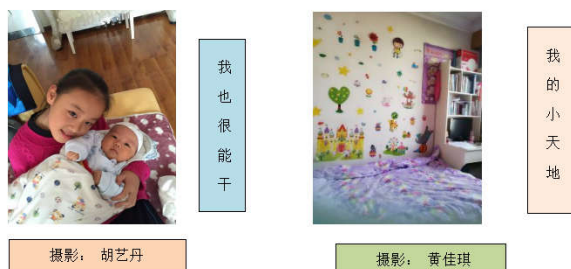 我也很能干
我的小天地
摄影： 胡艺丹
摄影： 黄佳琪